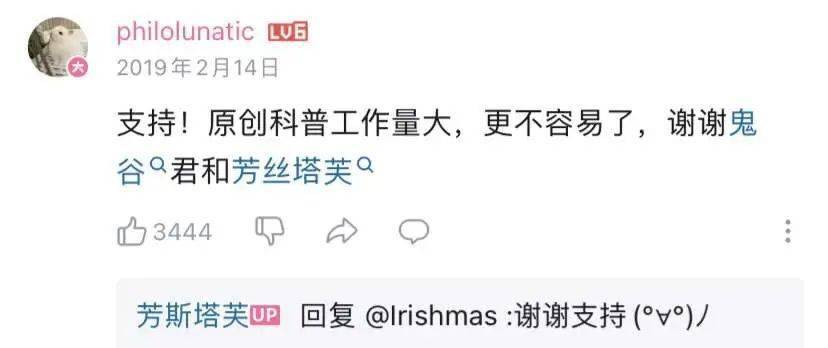 philolunatic LV6
大
2019年2月14日
支持！原创科普工作量大，更不容易了，谢谢鬼
谷君和芳丝塔芙
3444
芳斯塔芙UP 回复 @Irishmas :谢谢支持(°∀°)ﾉ